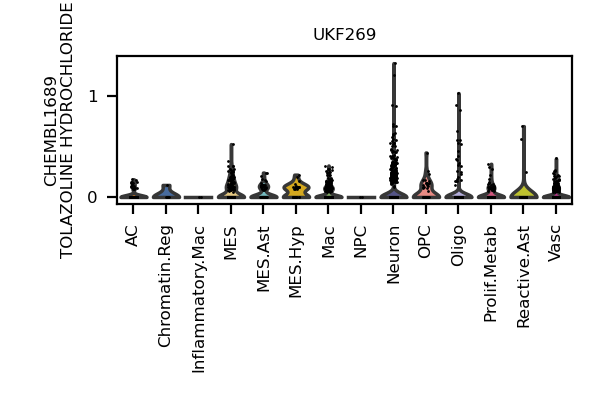 UKF269
CHEMBL1689
TOLAZOLINE HYDROCHLORIDE
1
0
AC
Chromatin.Reg
Inflammatory.Mac
MES
MES.Ast
MES.Hyp
Mac
NPC
Neuron
OPC
Oligo
Prolif.Metab
Reactive.Ast
Vasc